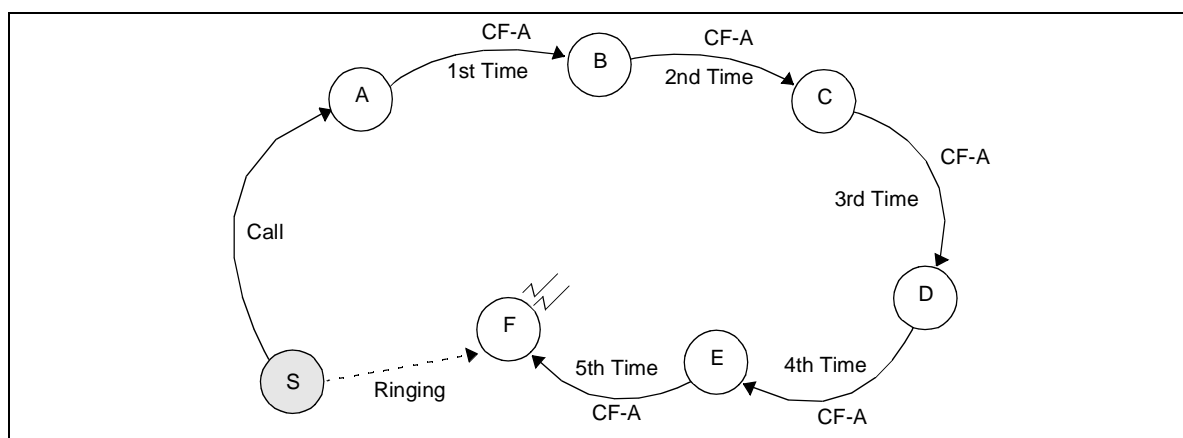 CF-A
1st Time
A
B
CF-A
2nd Time
C
CF-A
3rd Time
D
4th Time
CF-A
E
5th Time
CF-A
F
Call
S
Ringing